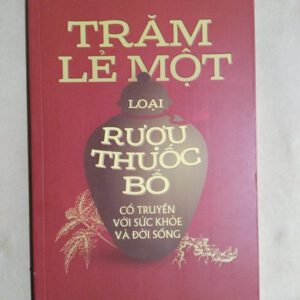 TRĂM
LẺ MỘT
LOẠI
RƯỢU
THUỐC
BỔ
CỔ TRUYỀN
VỚI SỨC KHỎE
VÀ ĐỜI SỐNG